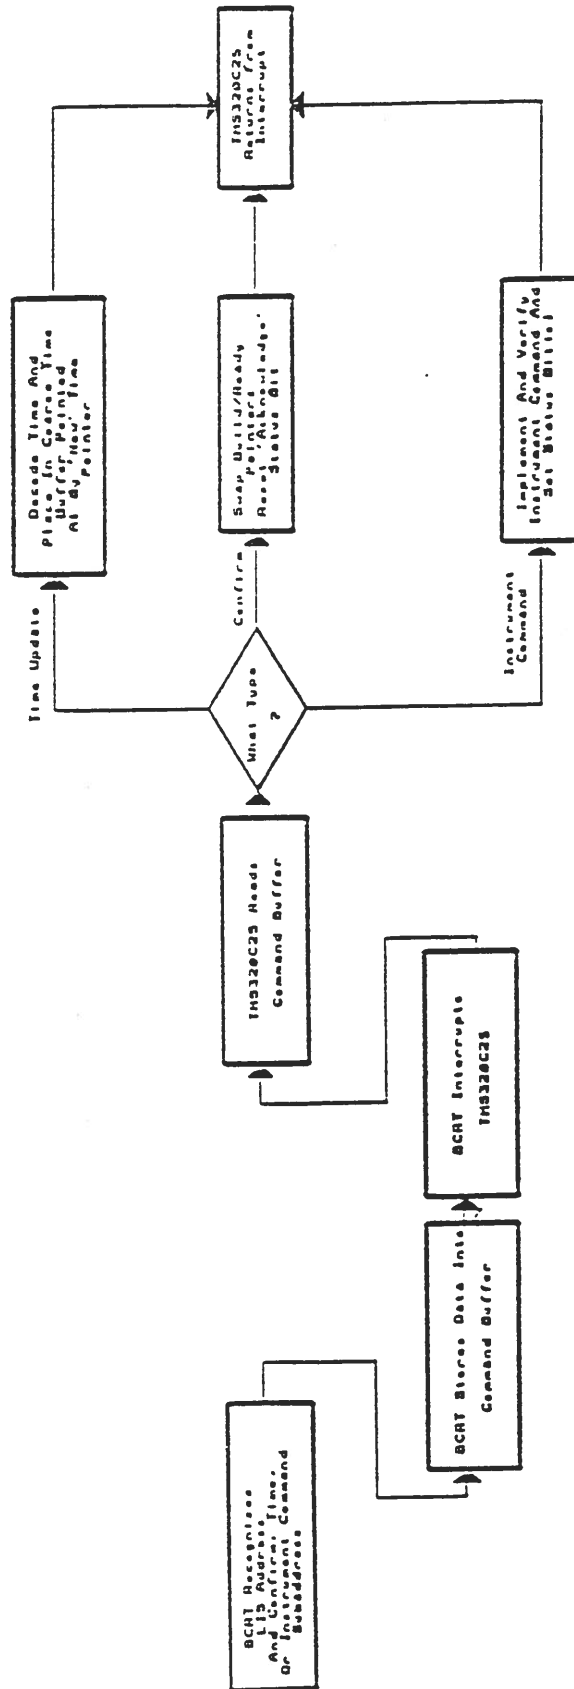 BCRT Recognizes
LIS Address
And Confirm, Time,
Or Instrument Command
Subaddress
BCRT Stores Data Into
Command Buffer
BCRT Interrupts
TMS320C25
TMS320C25 Reads
Command Buffer
What Type
?
Time Update
Confirm
Instrument
Command
Decode Time And
Place In Coarse Time
Buffer Pointed
At By 'New' Time
Pointer
Swap Build/Ready
Pointers
Reset 'Acknowledge'
Status Bit
Implement And Verify
Instrument Command And
Set Status Bit(s)
TMS320C25
Returns from
Interrupt